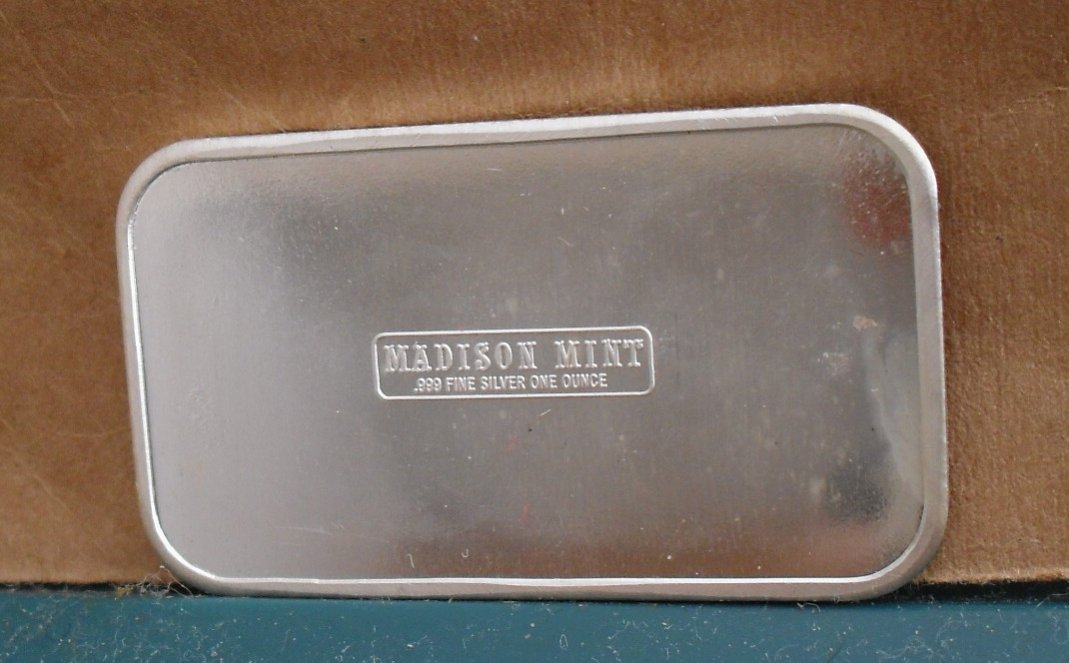 MADISON MINT
.999 FINE SILVER ONE OUNCE